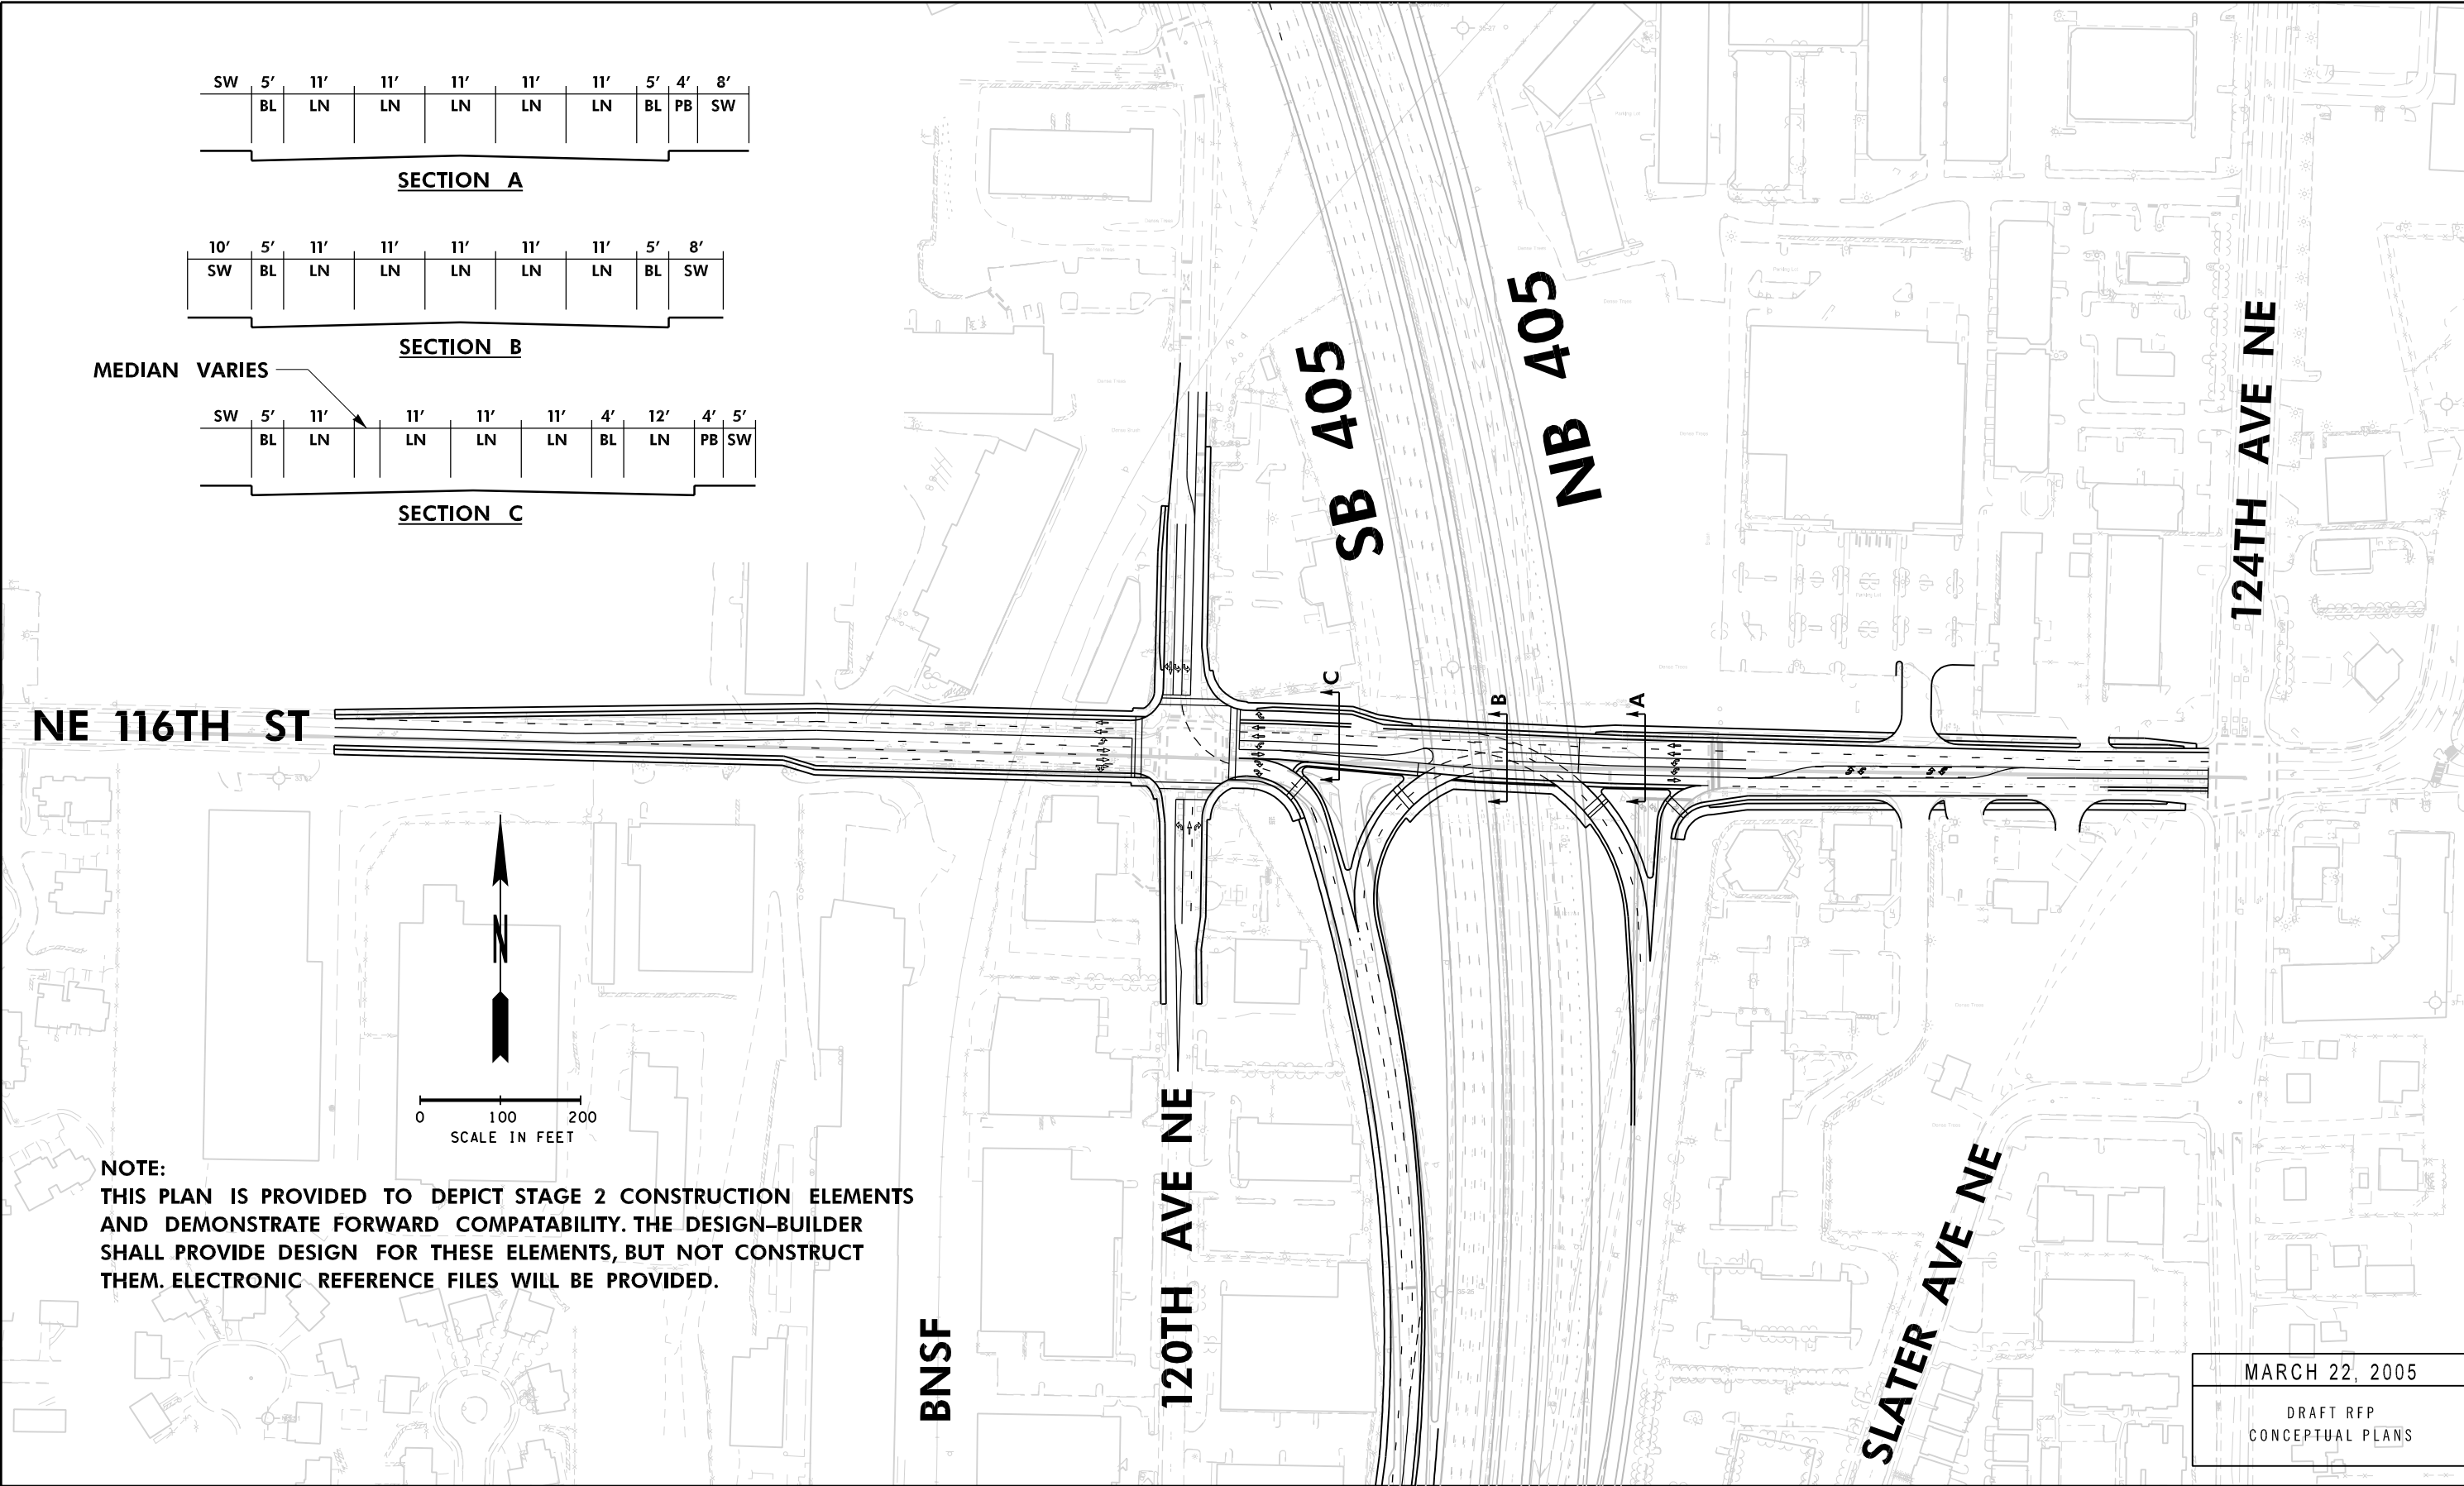 SW 5' 11' 11' 11' 11' 11' 5' 4' 8'
BL LN LN LN LN LN BL PB SW
SECTION A
10' 5' 11' 11' 11' 11' 11' 5' 8'
SW BL LN LN LN LN LN BL SW
SECTION B
MEDIAN VARIES
SW 5' 11' 11' 11' 11' 4' 12' 4' 5'
BL LN LN LN LN BL LN PB SW
SECTION C
SB 405
NB 405
124TH AVE NE
NE 116TH ST
C
B
A
N
0 100 200
SCALE IN FEET
NOTE:
THIS PLAN IS PROVIDED TO DEPICT STAGE 2 CONSTRUCTION ELEMENTS
AND DEMONSTRATE FORWARD COMPATABILITY. THE DESIGN–BUILDER
SHALL PROVIDE DESIGN FOR THESE ELEMENTS, BUT NOT CONSTRUCT
THEM. ELECTRONIC REFERENCE FILES WILL BE PROVIDED.
BNSF
120TH AVE NE
SLATER AVE NE
MARCH 22, 2005
DRAFT RFP
CONCEPTUAL PLANS